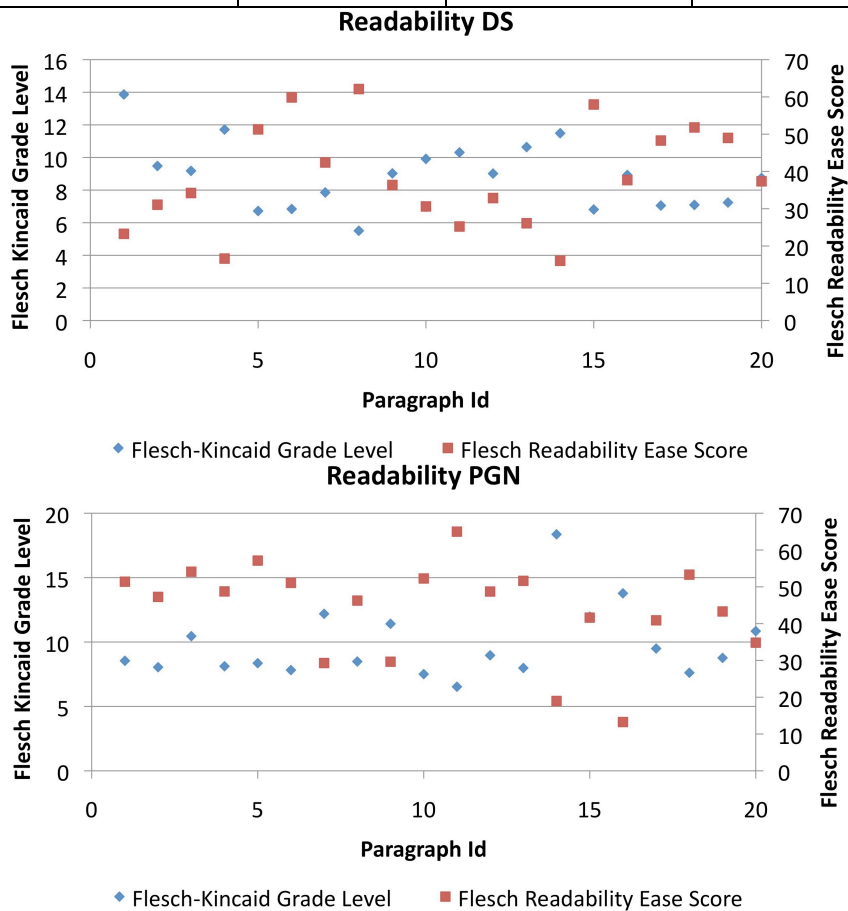 Readability DS
Flesch Kincaid Grade Level
16
14
12
10
8
6
4
2
0
70
60
50
40
30
20
10
0
Flesch Readability Ease Score
0 5 10 15 20
Paragraph Id
Flesch-Kincaid Grade Level Flesch Readability Ease Score
Readability PGN
Flesch Kincaid Grade Level
20
15
10
5
0
70
60
50
40
30
20
10
0
Flesch Readability Ease Score
0 5 10 15 20
Paragraph Id
Flesch-Kincaid Grade Level Flesch Readability Ease Score